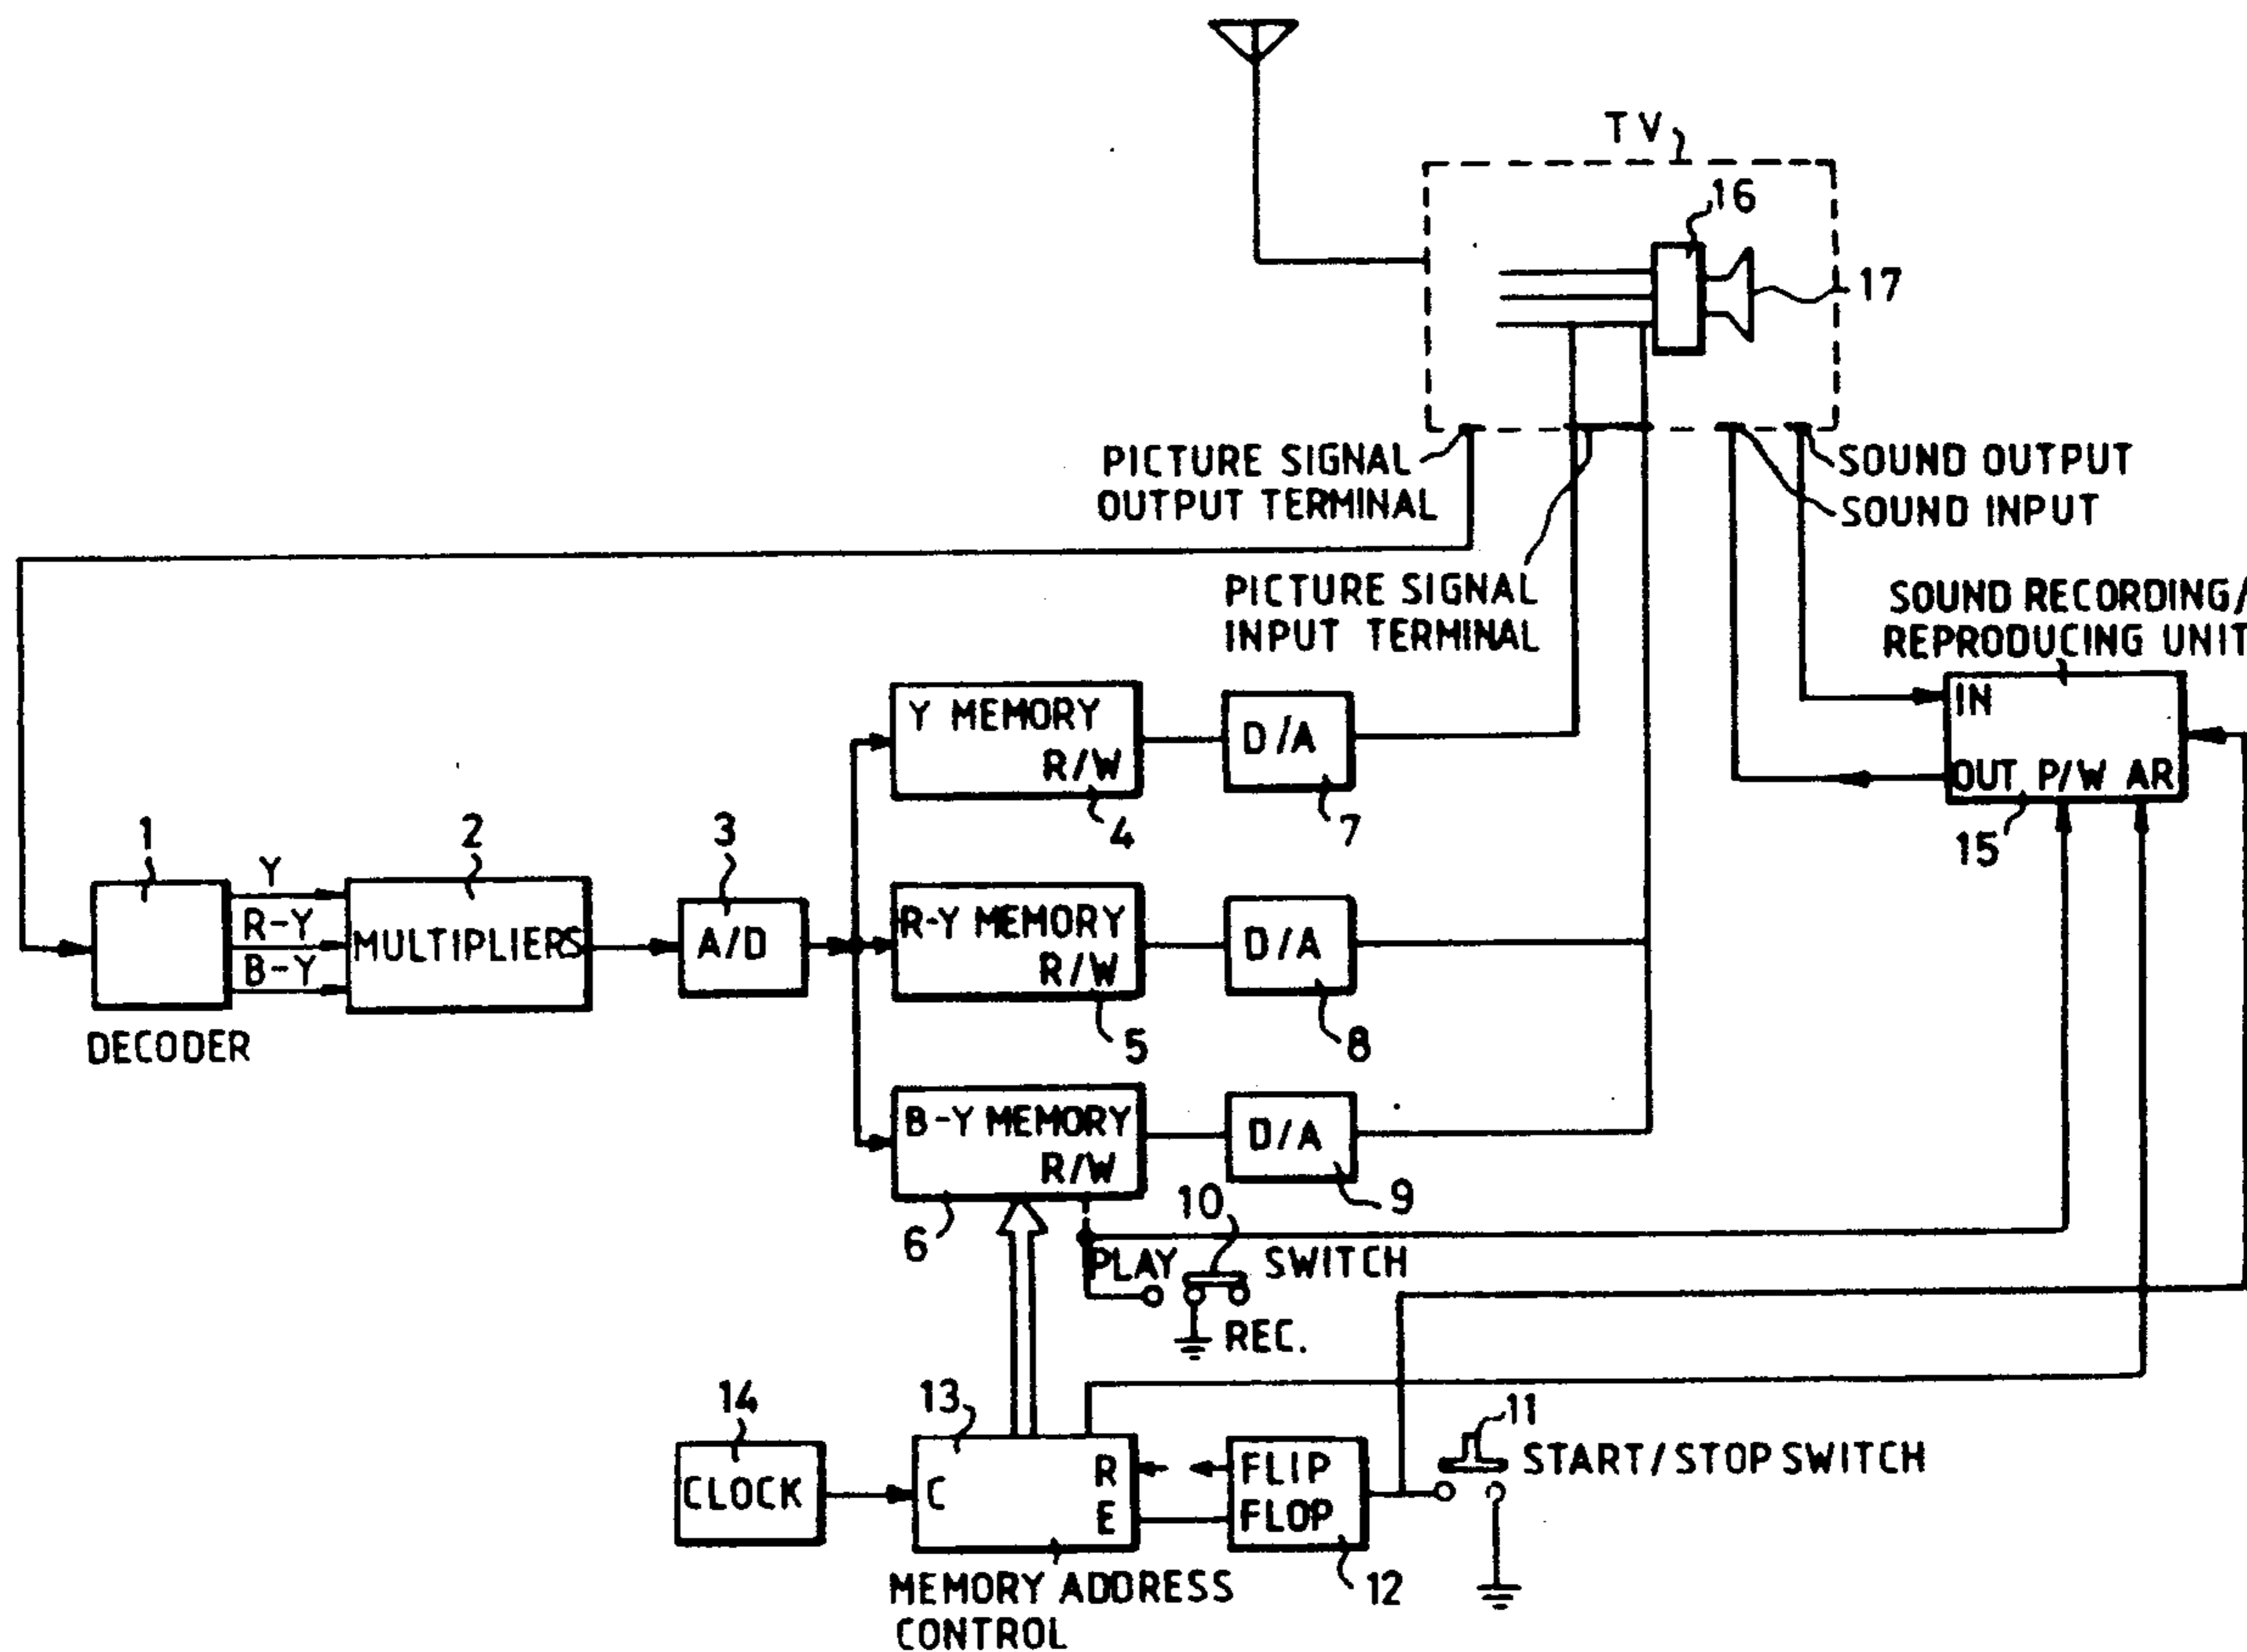 TV
16
17
PICTURE SIGNAL
OUTPUT TERMINAL
SOUND OUTPUT
SOUND INPUT
PICTURE SIGNAL
INPUT TERMINAL
SOUND RECORDING/
REPRODUCING UNIT
IN
OUT P/W AR
15
Y MEMORY
R/W
4
D/A
7
1
Y
R-Y
B-Y
DECODER
2
MULTIPLIERS
3
A/D
R-Y MEMORY
R/W
5
D/A
8
B-Y MEMORY
R/W
6
D/A
9
10
PLAY
SWITCH
REC.
14
CLOCK
13
C
R
E
MEMORY ADDRESS
CONTROL
FLIP
FLOP
12
11
START/STOP SWITCH